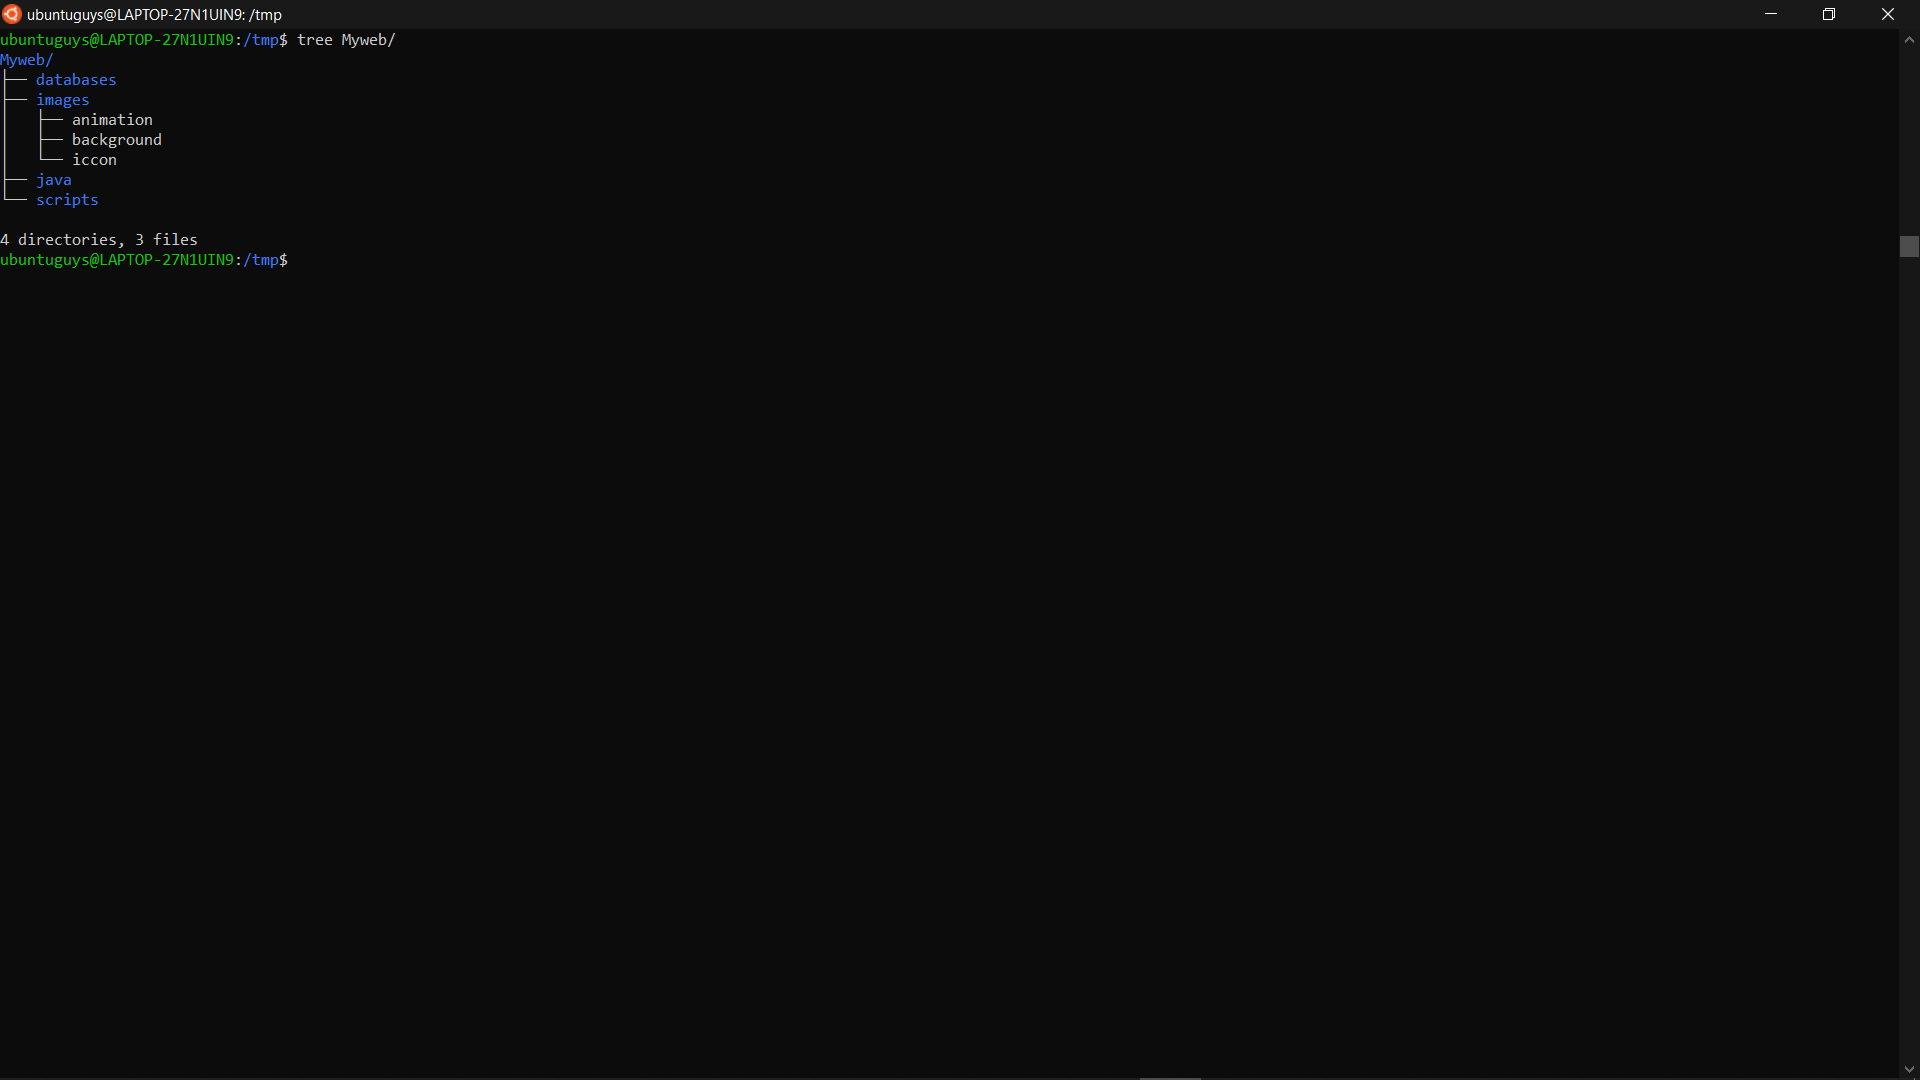 ubuntuguys@LAPTOP-27N1UIN9: /tmp
ubuntuguys@LAPTOP-27N1UIN9:/tmp$ tree Myweb/
Myweb/
├── databases
├── images
│   ├── animation
│   ├── background
│   └── iccon
├── java
└── scripts

4 directories, 3 files
ubuntuguys@LAPTOP-27N1UIN9:/tmp$